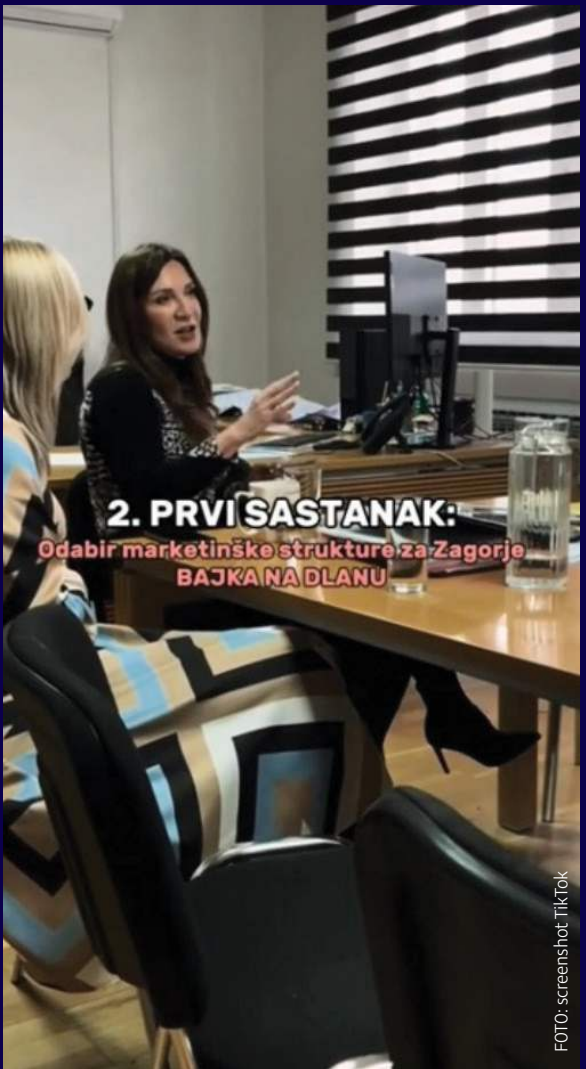 2. PRVI SASTANAK:
Odabir marketinške strukture za Zagorje
BAJKA NA DLANU
FOTO: screenshot TikTok